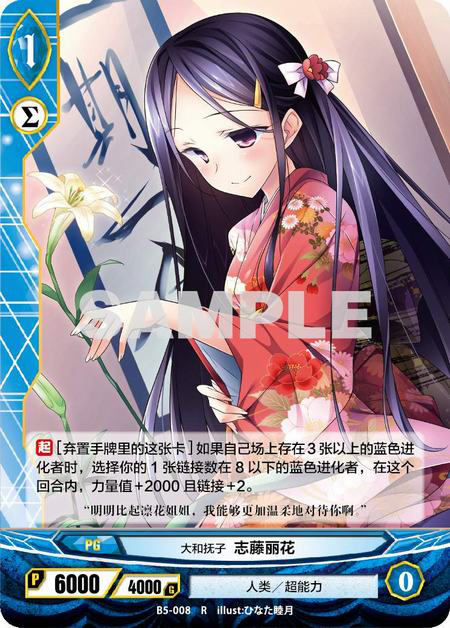 1
Σ
期
一
SAMPLE
起 [弃置手牌里的这张卡]如果自己场上存在3张以上的蓝色进
化者时，选择你的1张链接数在8以下的蓝色进化者，在这个
回合内，力量值+2000且链接+2。
“明明比起凛花姐姐，我能够更加温柔地对待你啊”
PG 大和抚子 志藤丽花
P 6000 / 4000 G 人类／超能力 0
B5-008 R illust:ひなた睦月